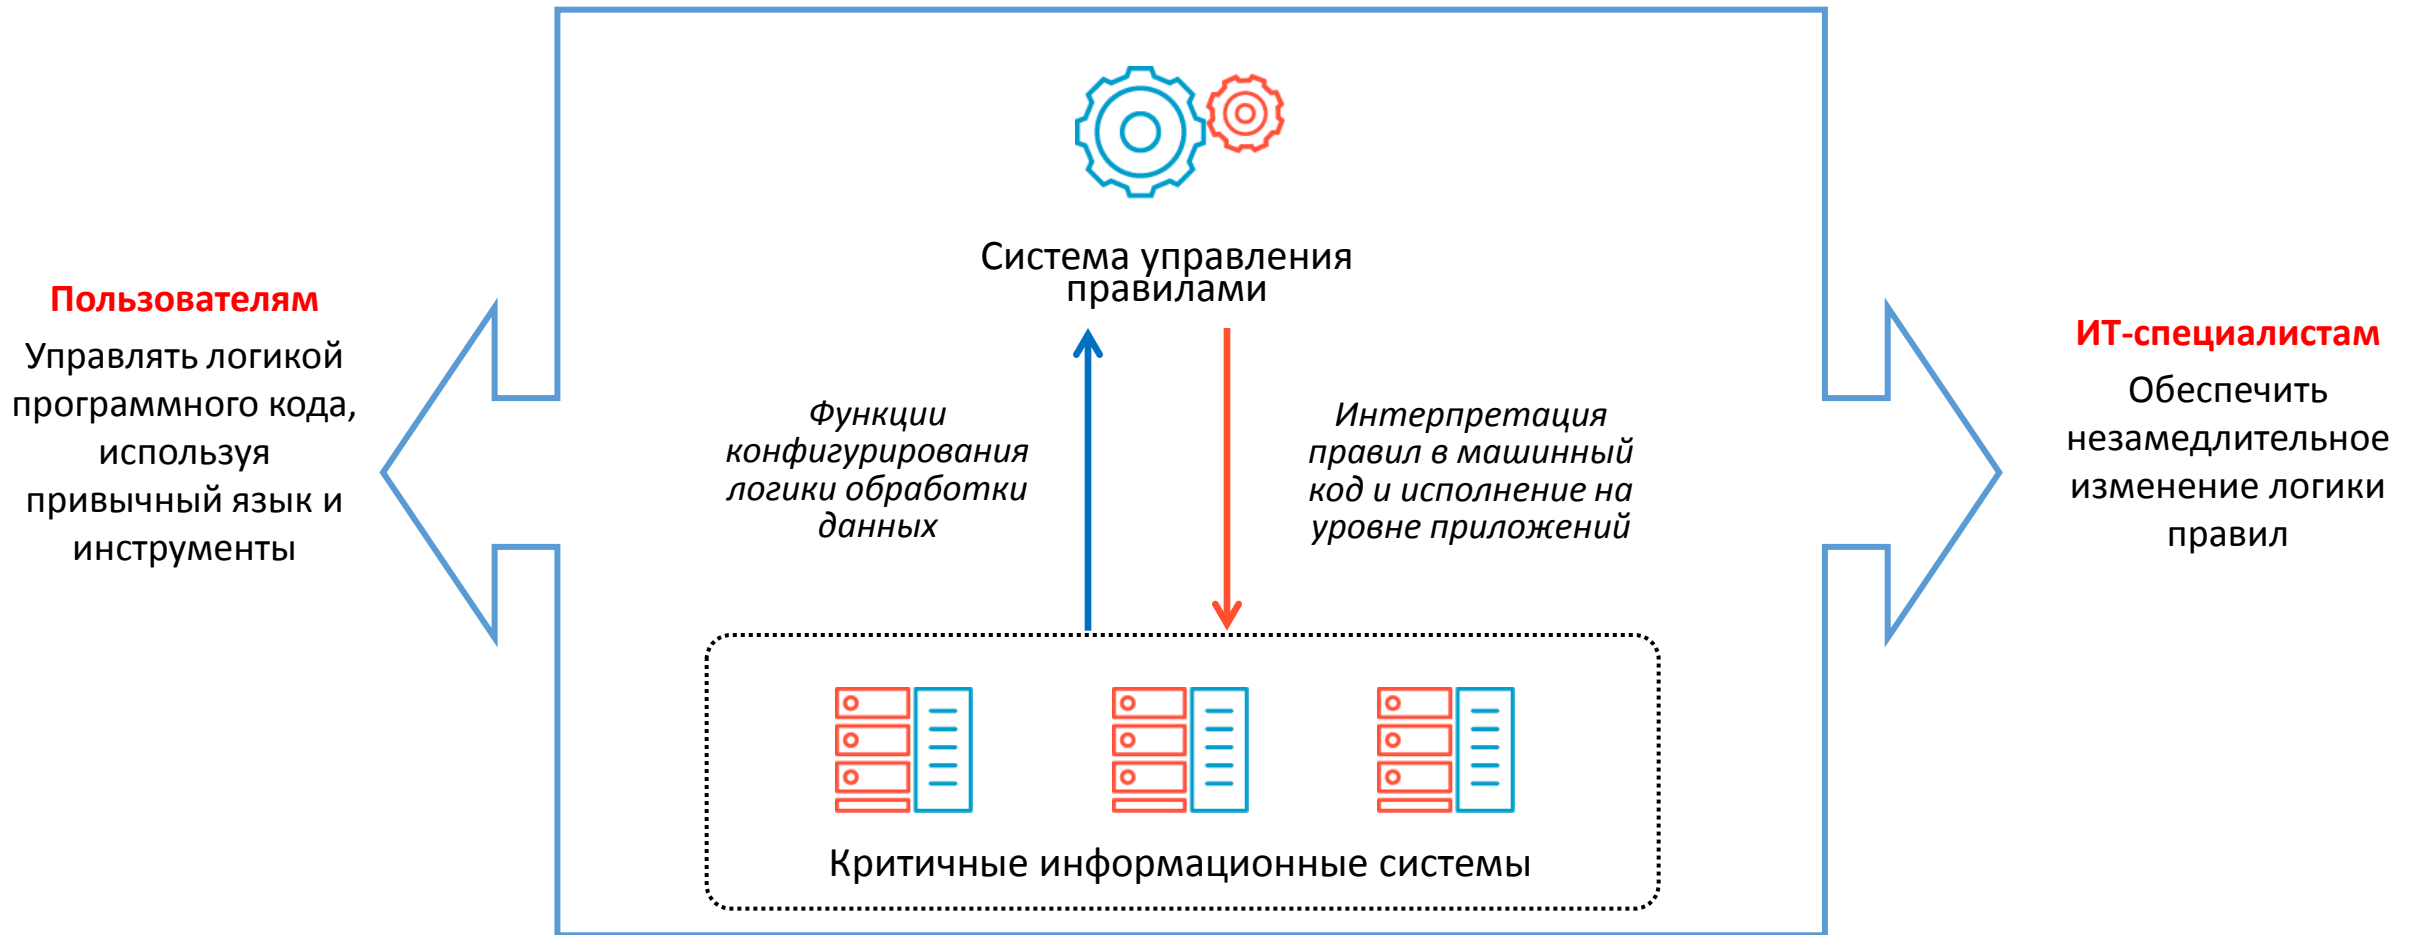 Система управления
правилами
Пользователям
Управлять логикой
программного кода,
используя
привычный язык и
инструменты
Функции
конфигурирования
логики обработки
данных
Интерпретация
правил в машинный
код и исполнение на
уровне приложений
ИТ-специалистам
Обеспечить
незамедлительное
изменение логики
правил
Критичные информационные системы